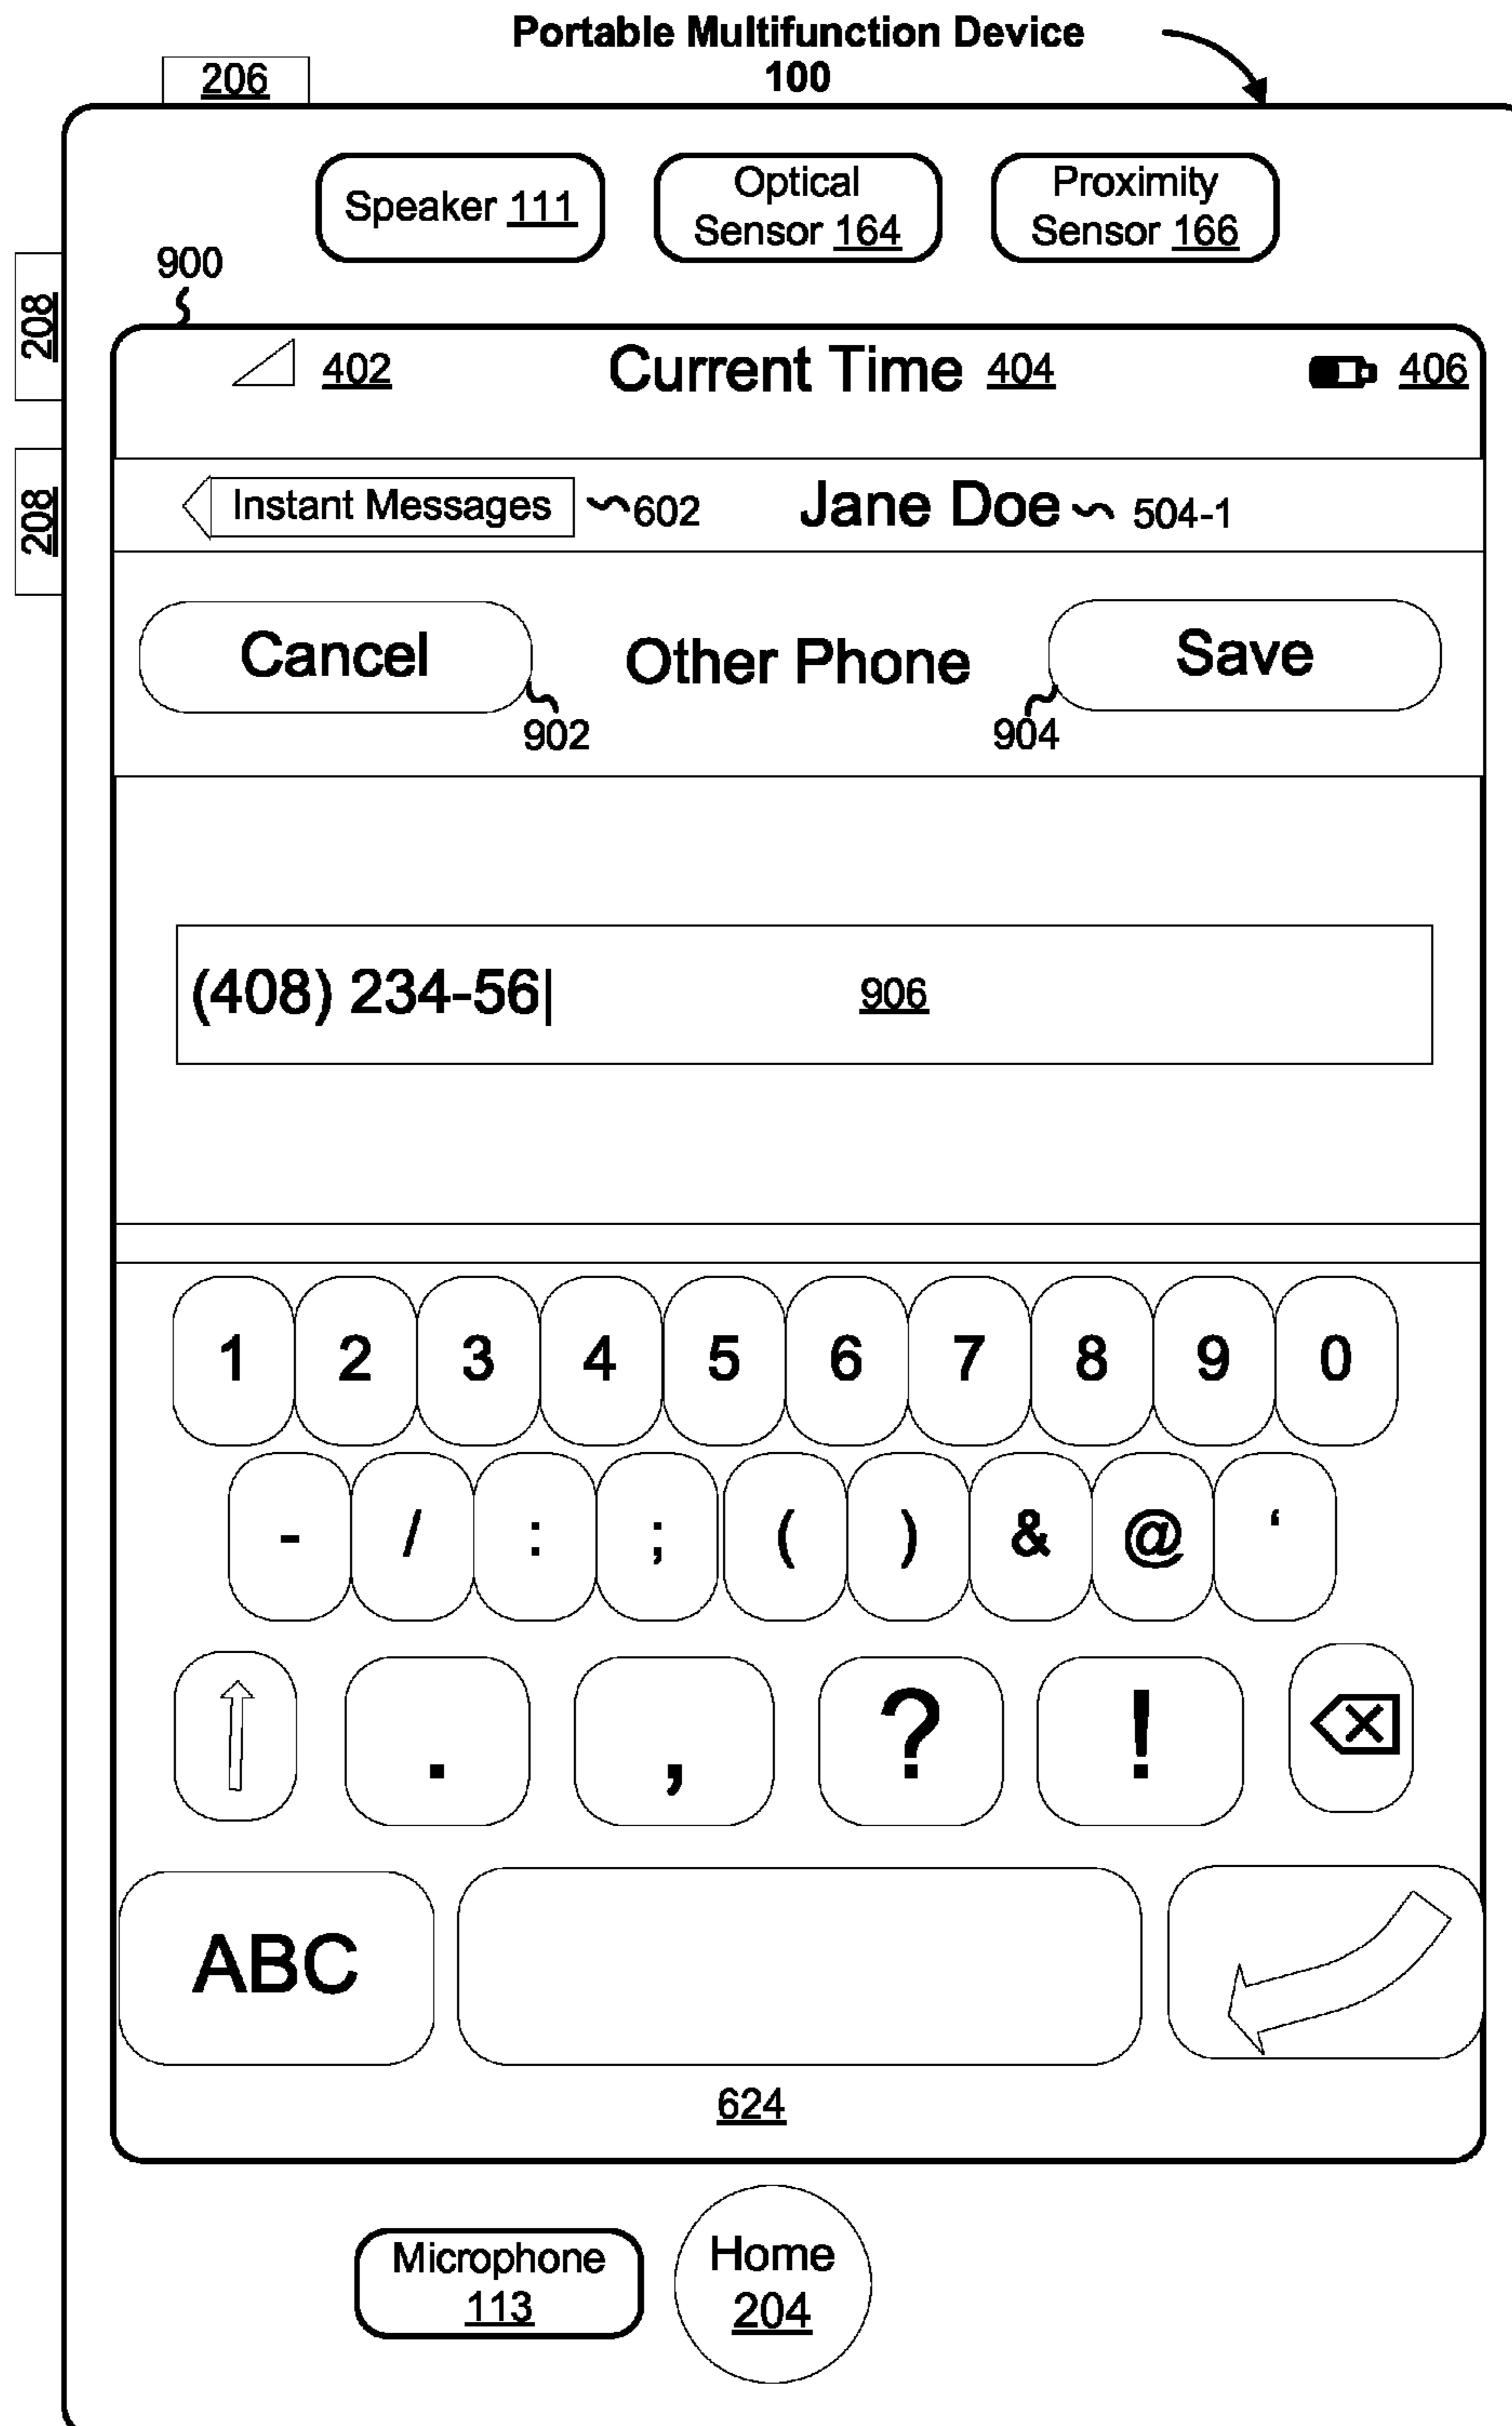 Portable Multifunction Device
100
206
Speaker 111
Optical
Sensor 164
Proximity
Sensor 166
208
900
402
Current Time 404
406
208
Instant Messages
602
Jane Doe
504-1
Cancel
Other Phone
Save
902
904
(408) 234-56|
906
1 2 3 4 5 6 7 8 9 0
- / : ; ( ) & @ ‘
. , ? !
ABC
624
Microphone
113
Home
204